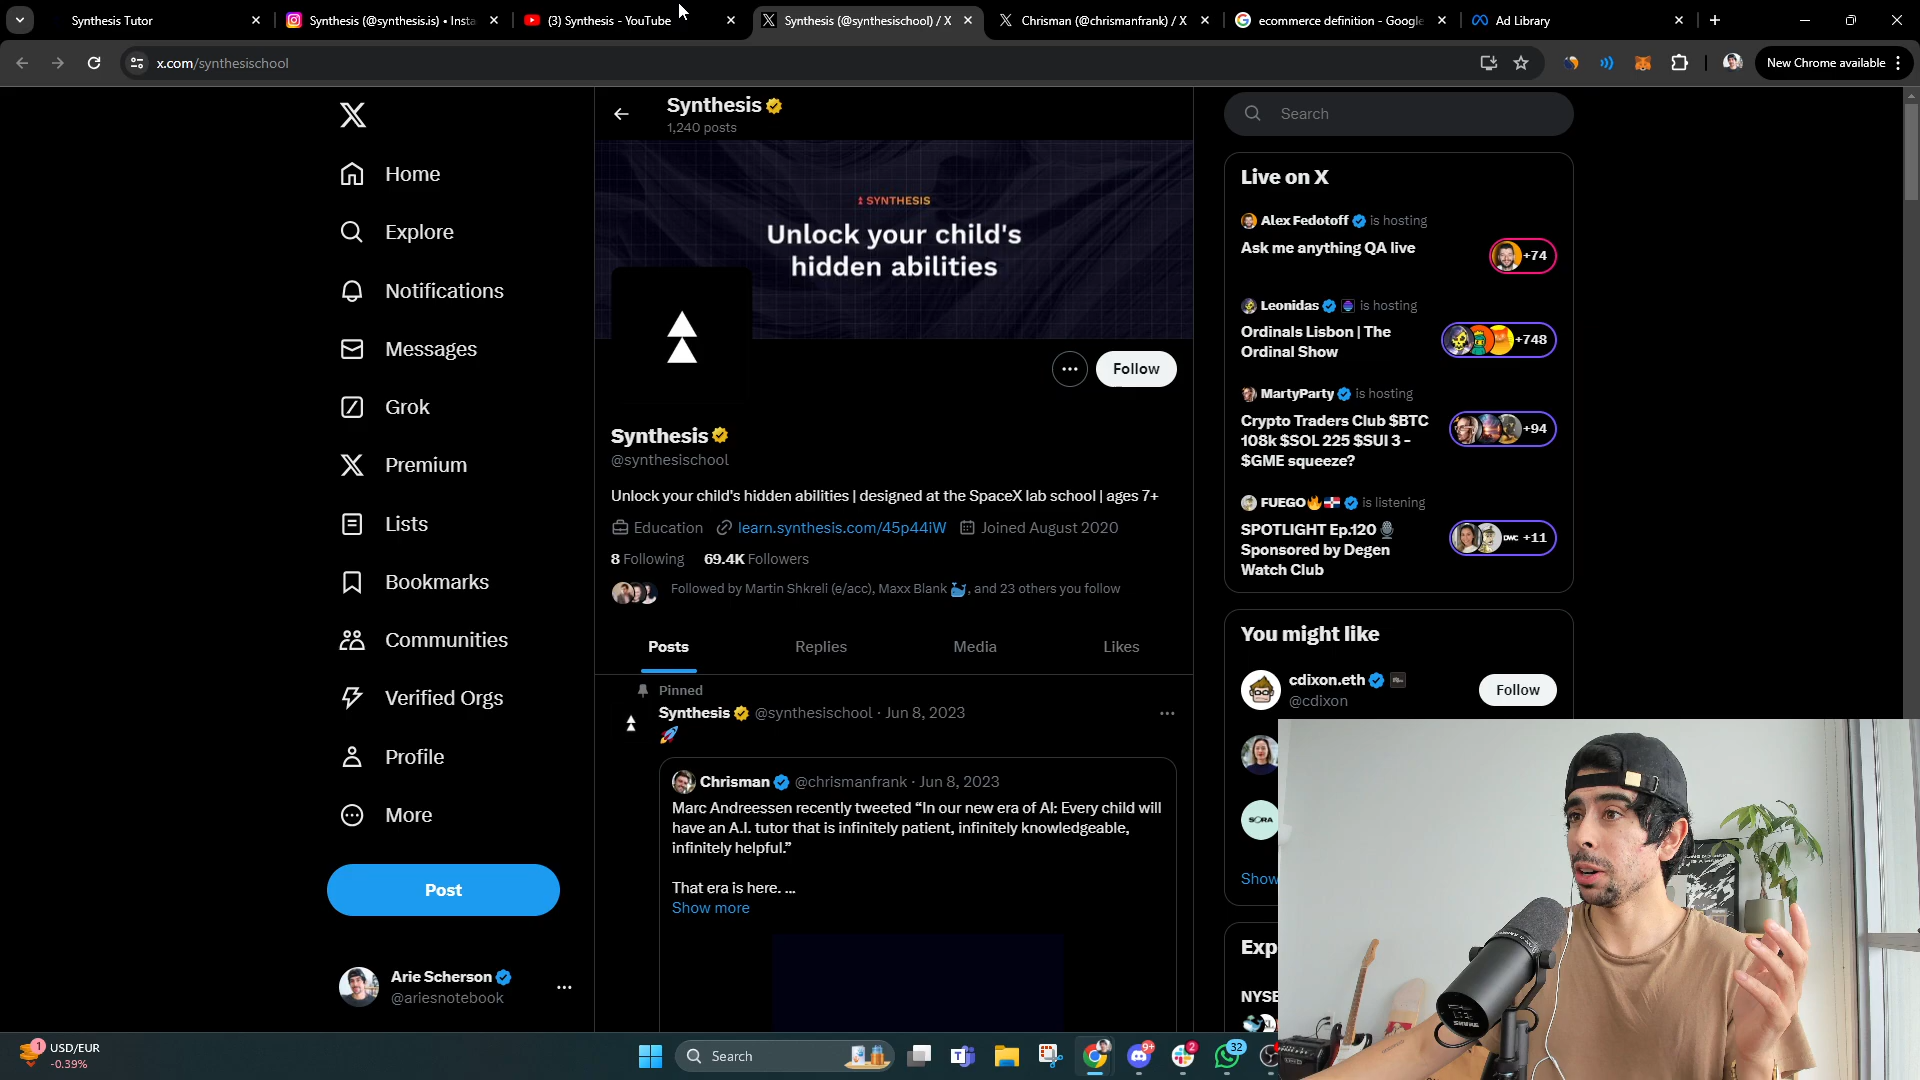 Synthesis Tutor
Synthesis (@synthesis.is) • Insta
(3) Synthesis - YouTube
Synthesis (@synthesischool) / X
Chrisman (@chrismanfrank) / X
ecommerce definition - Google
Ad Library
x.com/synthesischool
New Chrome available
Home
Explore
Notifications
Messages
Grok
Premium
Lists
Bookmarks
Communities
Verified Orgs
Profile
More
Post
Arie Scherson
@ariesnotebook
Synthesis
1,240 posts
SYNTHESIS
Unlock your child's
hidden abilities
Follow
Synthesis
@synthesischool
Unlock your child's hidden abilities | designed at the SpaceX lab school | ages 7+
Education learn.synthesis.com/45p44iW Joined August 2020
8 Following 69.4K Followers
Followed by Martin Shkreli (e/acc), Maxx Blank 🐳, and 23 others you follow
Posts Replies Media Likes
Pinned
Synthesis @synthesischool · Jun 8, 2023
🚀
Chrisman @chrismanfrank · Jun 8, 2023
Marc Andreessen recently tweeted “In our new era of AI: Every child will
have an A.I. tutor that is infinitely patient, infinitely knowledgeable,
infinitely helpful.”
That era is here. ...
Show more
Search
Live on X
Alex Fedotoff is hosting
Ask me anything QA live
+74
Leonidas is hosting
Ordinals Lisbon | The
Ordinal Show
+748
MartyParty is hosting
Crypto Traders Club $BTC
108k $SOL 225 $SUI 3 -
$GME squeeze?
+94
FUEGO🔥🇩🇴 is listening
SPOTLIGHT Ep.120🎙
Sponsored by Degen
Watch Club
DWC +11
You might like
cdixon.eth
@cdixon
Follow
SORA
Show
Exp
NYSE
SHURE
1
USD/EUR
-0.39%
Search
9+
2
32